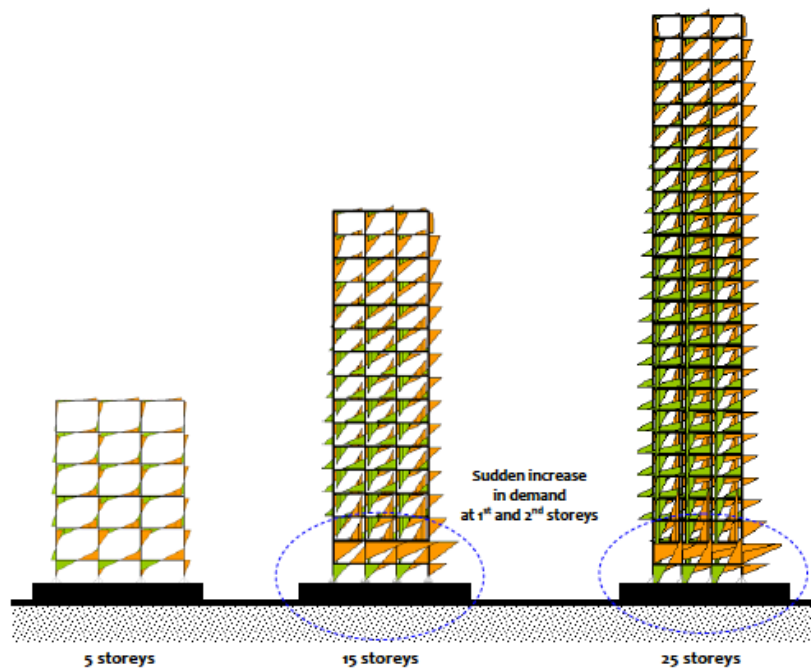 Sudden increase
in demand
at 1st and 2nd storeys
5 storeys
15 storeys
25 storeys